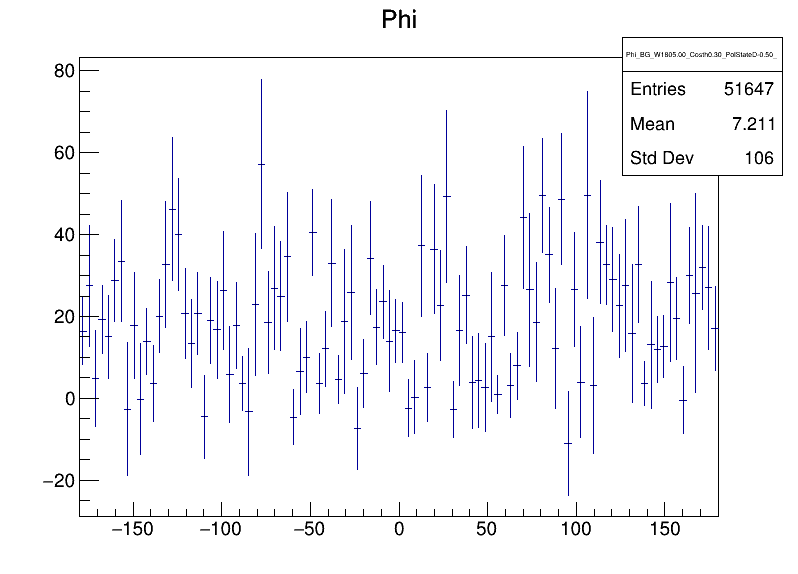 Phi
Phi_BG_W1805.00_Costh0.30_PolStateD-0.50_
Entries 51647
Mean 7.211
Std Dev 106
80
60
40
20
0
−20
−150 −100 −50 0 50 100 150